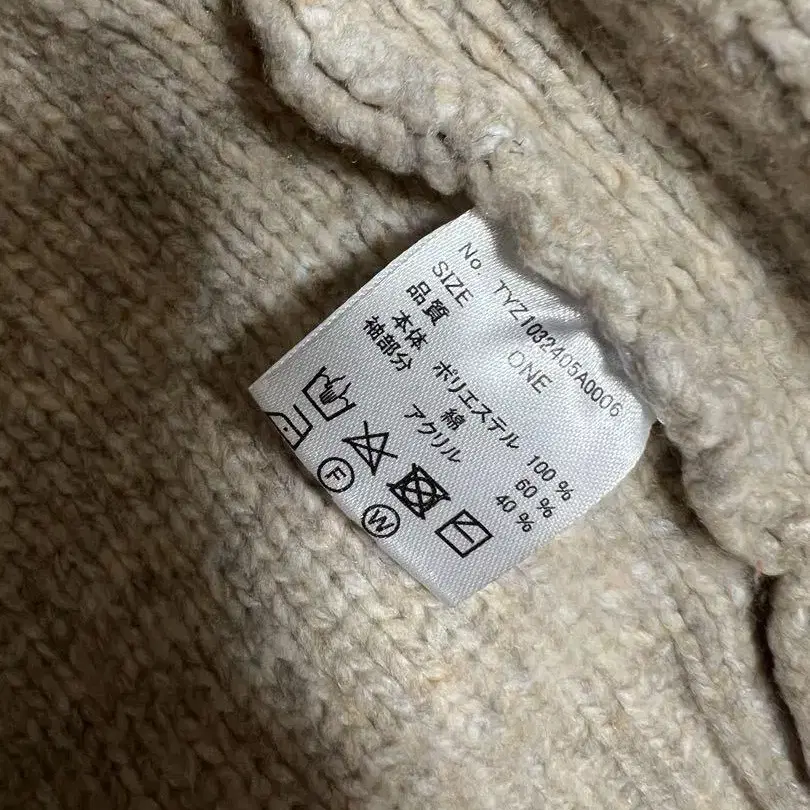 No. TYZ1032405A0006
SIZE ONE
品質
本体 ポリエステル 100%
袖部分 綿 60%
アクリル 40%
F
W